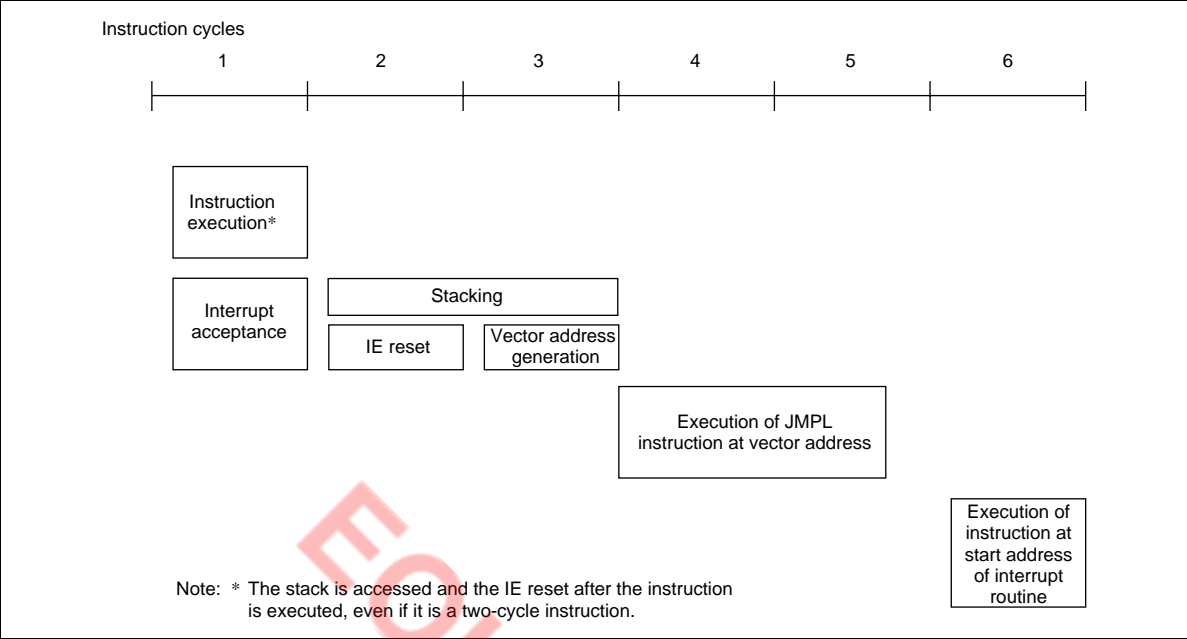 Instruction cycles
1 2 3 4 5 6
Instruction
execution*
Interrupt
acceptance
Stacking
IE reset
Vector address
generation
Execution of JMPL
instruction at vector address
Execution of
instruction at
start address
of interrupt
routine
Note: * The stack is accessed and the IE reset after the instruction
is executed, even if it is a two-cycle instruction.